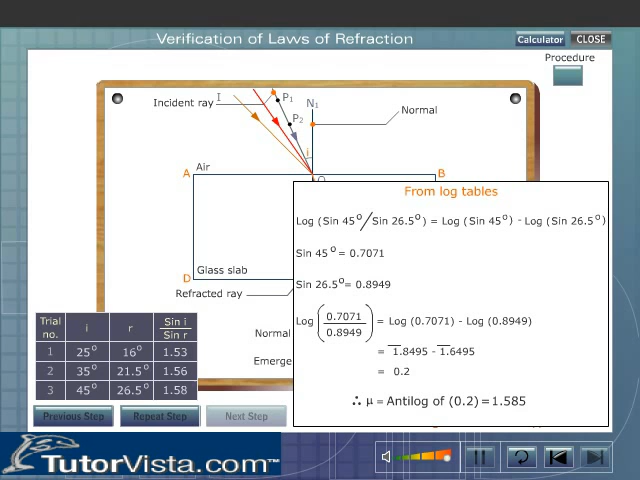 Verification of Laws of Refraction
Calculator
CLOSE
Procedure
I
P1
Incident ray
N1
Normal
P2
i
A
Air
B
From log tables
Log (Sin 45° / Sin 26.5°) = Log (Sin 45°) - Log (Sin 26.5°)
Sin 45° = 0.7071
Sin 26.5° = 0.8949
D
Glass slab
Refracted ray
Log (0.7071 / 0.8949) = Log (0.7071) - Log (0.8949)
= 1̅.8495 - 1̅.6495
= 0.2
∴ μ = Antilog of (0.2) = 1.585
Normal
Emerge
Trial no. i r Sin i / Sin r
1 25° 16° 1.53
2 35° 21.5° 1.56
3 45° 26.5° 1.58
Previous Step
Repeat Step
Next Step
TutorVista.com™